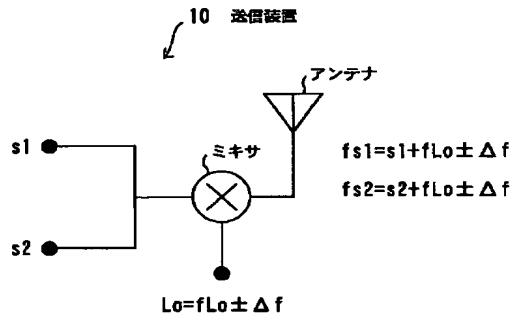 10 送信装置
アンテナ
s1
ミキサ
fs1=s1+fLo±Δf
fs2=s2+fLo±Δf
s2
Lo=fLo±Δf